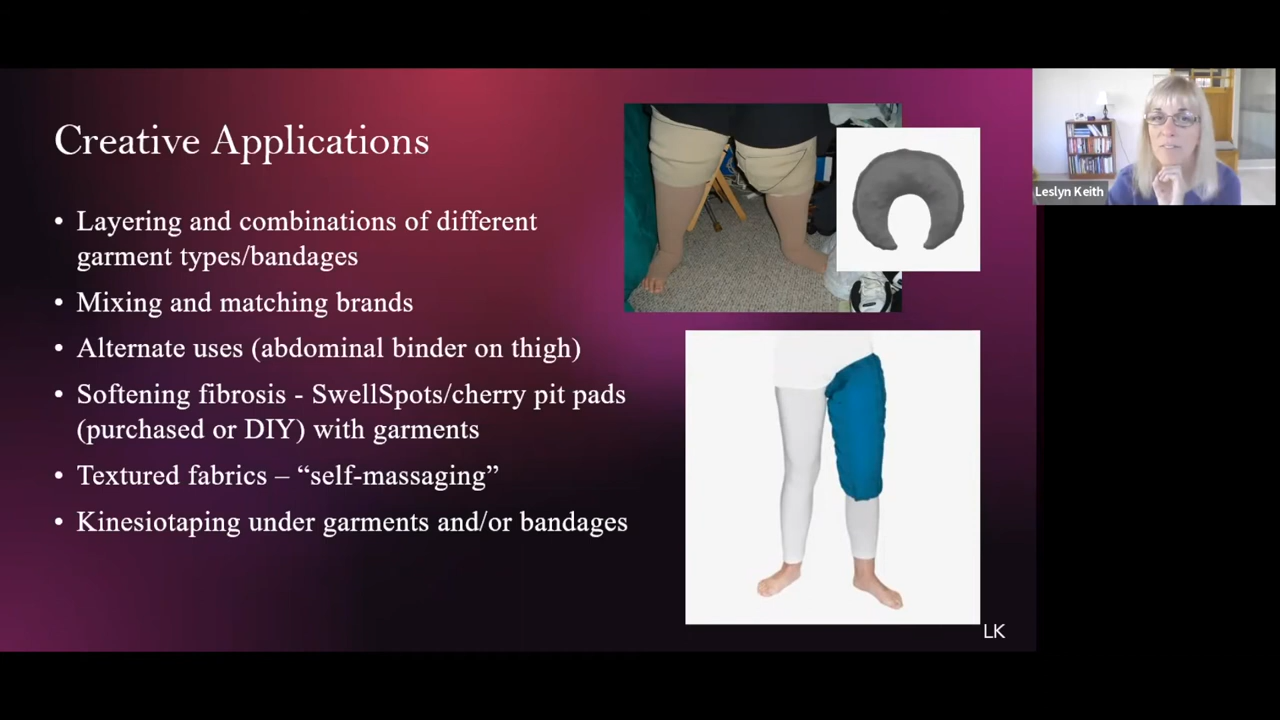 Creative Applications
• Layering and combinations of different
garment types/bandages
• Mixing and matching brands
• Alternate uses (abdominal binder on thigh)
• Softening fibrosis - SwellSpots/cherry pit pads
(purchased or DIY) with garments
• Textured fabrics – “self-massaging”
• Kinesiotaping under garments and/or bandages
Leslyn Keith
LK